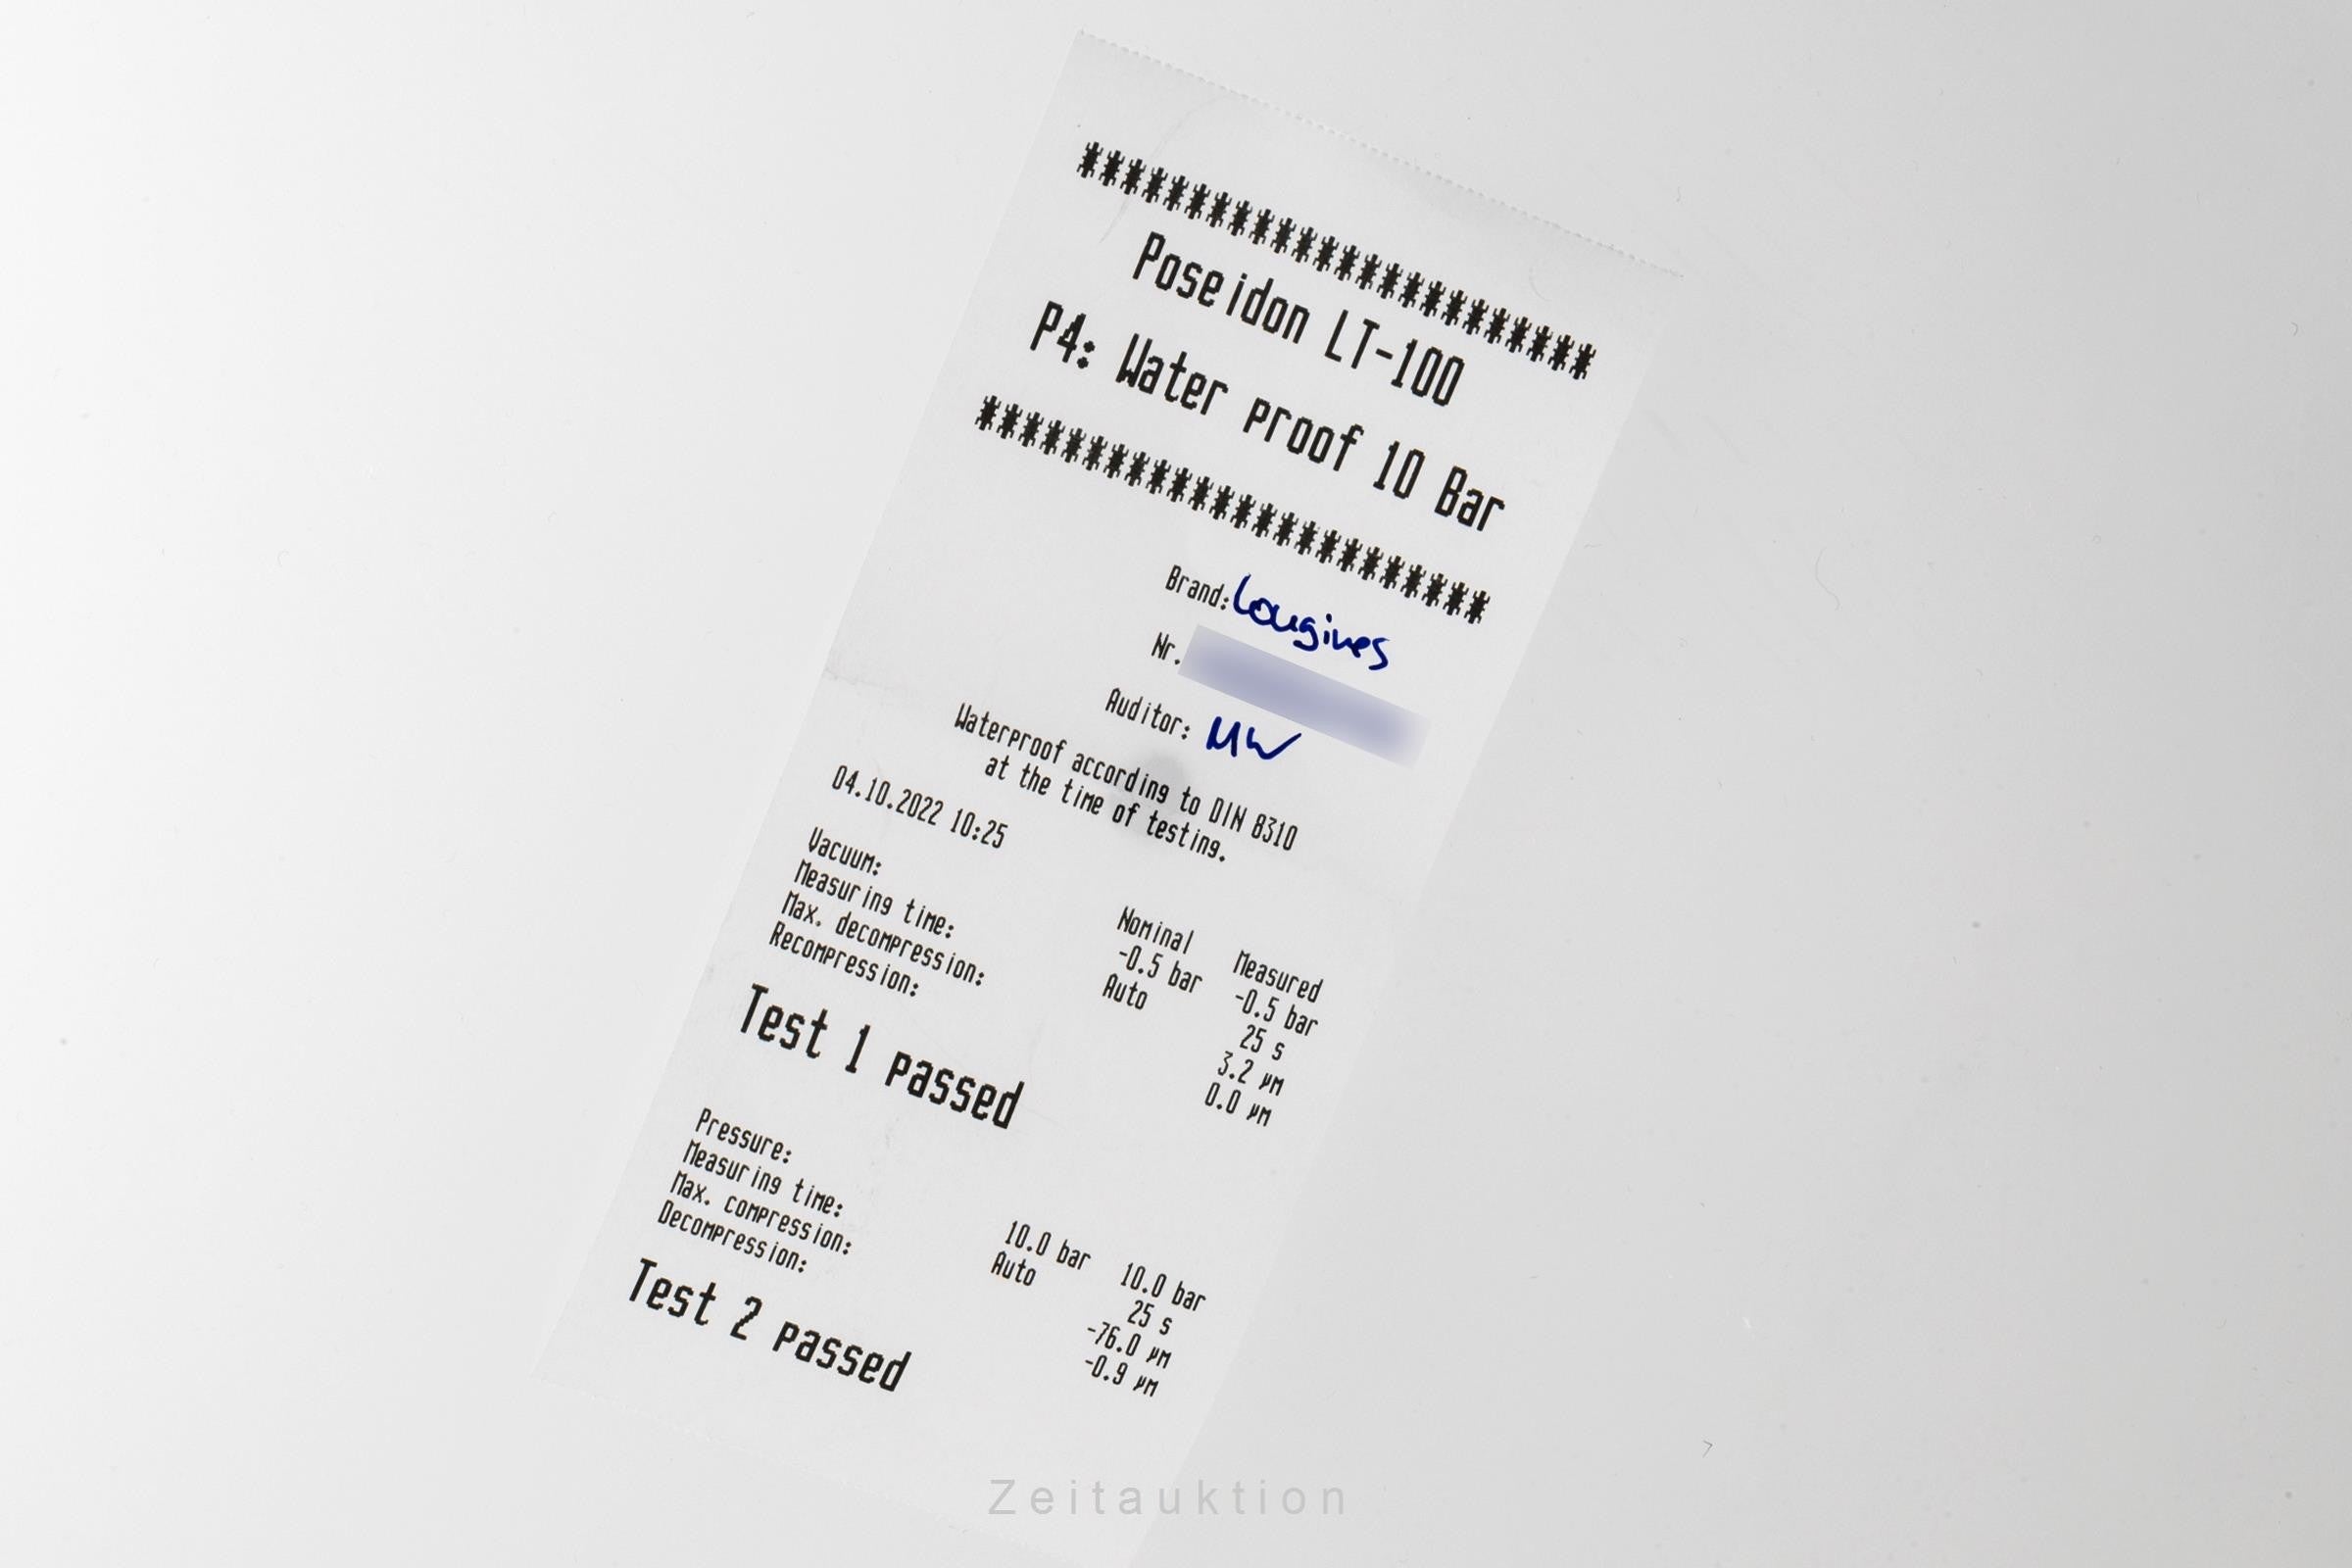 ************************
Poseidon LT-100
P4: Water proof 10 Bar
************************
Brand: Longines
Nr.
Auditor: MW
Waterproof according to DIN 8310
at the time of testing.
04.10.2022 10:25
Nominal Measured
Vacuum: -0.5 bar -0.5 bar
Measuring time: Auto 25 s
Max. decompression: 3.2 µm
Recompression: 0.0 µm
Test 1 passed
Pressure: 10.0 bar 10.0 bar
Measuring time: Auto 25 s
Max. compression: -76.0 µm
Decompression: -0.9 µm
Test 2 passed
Zeitauktion